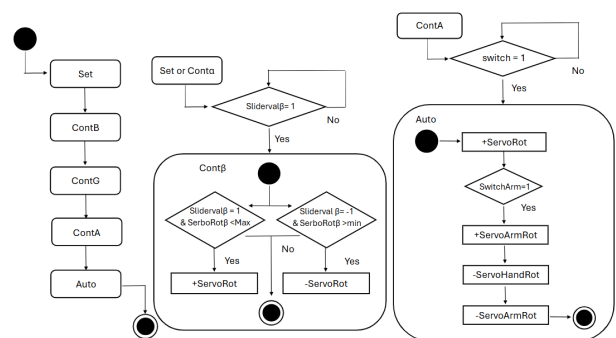 Set
ContB
ContG
ContA
Auto
Set or Contα
Slidervalβ= 1
No
Yes
Contβ
Sliderval β = 1
& SerboRotβ <Max
Sliderval β= -1
& SerboRotβ >min
No
Yes
Yes
+ServoRot
-ServoRot
ContA
switch = 1
No
Yes
Auto
+ServoRot
SwitchArm=1
Yes
+ServoArmRot
-ServoHandRot
-ServoArmRot